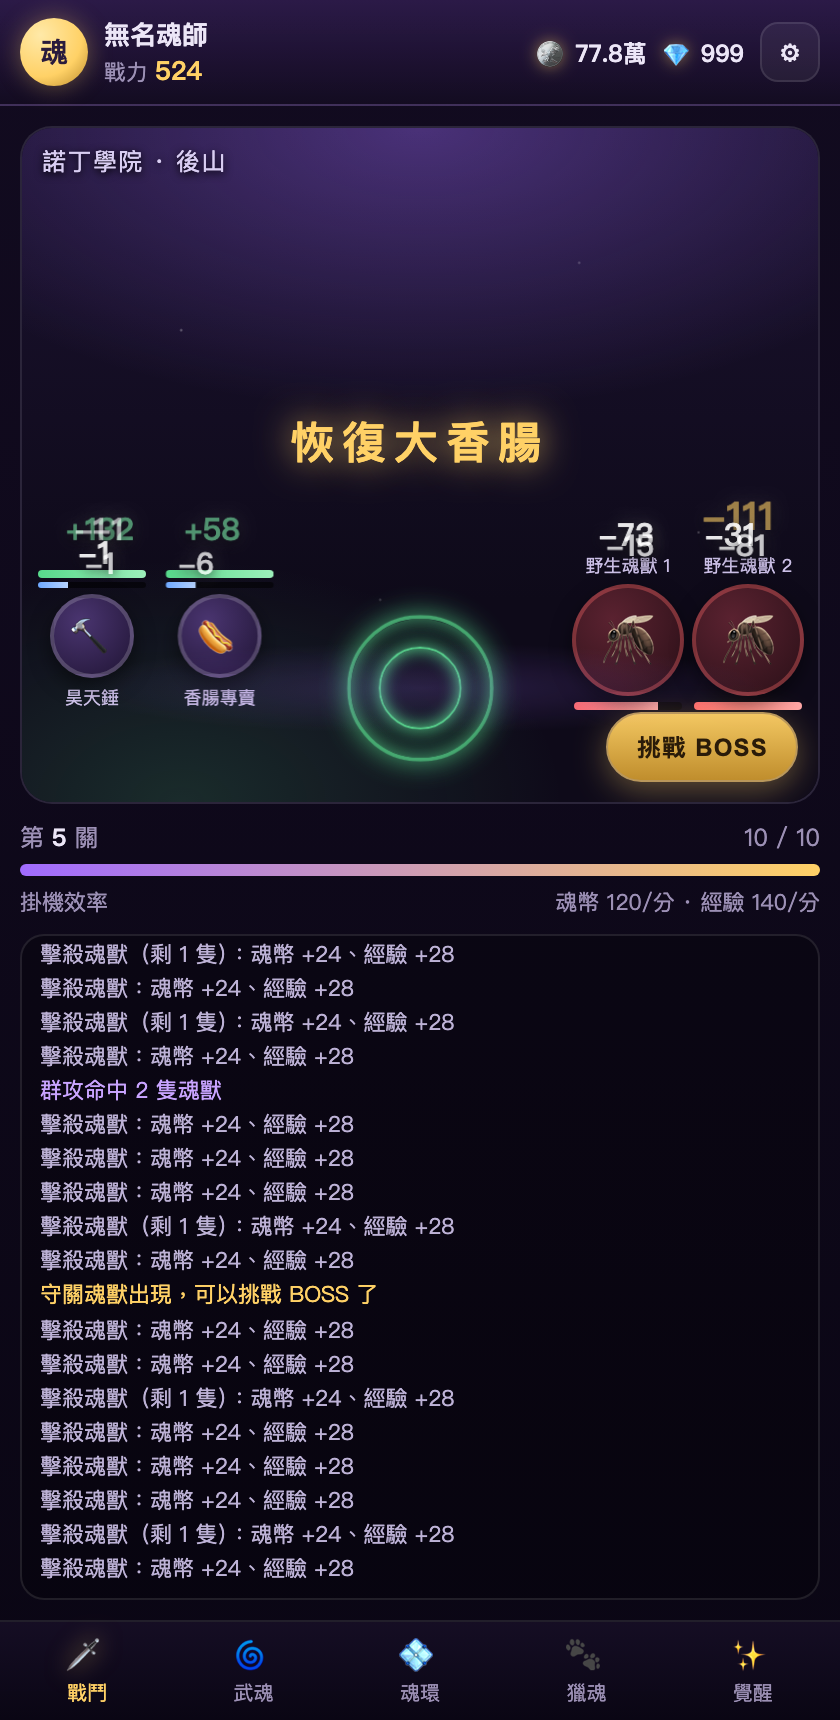 魂
無名魂師
戰力 524
77.8萬
999
諾丁學院 · 後山
恢復大香腸
+58
−6
−1
−1
−73
−15
−111
−31
−81
野生魂獸 1
野生魂獸 2
昊天錘
香腸專賣
挑戰 BOSS
第 5 關
10 / 10
掛機效率
魂幣 120/分 · 經驗 140/分
擊殺魂獸（剩 1 隻）：魂幣 +24、經驗 +28
擊殺魂獸：魂幣 +24、經驗 +28
擊殺魂獸（剩 1 隻）：魂幣 +24、經驗 +28
擊殺魂獸：魂幣 +24、經驗 +28
群攻命中 2 隻魂獸
擊殺魂獸：魂幣 +24、經驗 +28
擊殺魂獸：魂幣 +24、經驗 +28
擊殺魂獸：魂幣 +24、經驗 +28
擊殺魂獸（剩 1 隻）：魂幣 +24、經驗 +28
擊殺魂獸：魂幣 +24、經驗 +28
守關魂獸出現，可以挑戰 BOSS 了
擊殺魂獸：魂幣 +24、經驗 +28
擊殺魂獸：魂幣 +24、經驗 +28
擊殺魂獸（剩 1 隻）：魂幣 +24、經驗 +28
擊殺魂獸：魂幣 +24、經驗 +28
擊殺魂獸：魂幣 +24、經驗 +28
擊殺魂獸：魂幣 +24、經驗 +28
擊殺魂獸（剩 1 隻）：魂幣 +24、經驗 +28
擊殺魂獸：魂幣 +24、經驗 +28
戰鬥
武魂
魂環
獵魂
覺醒